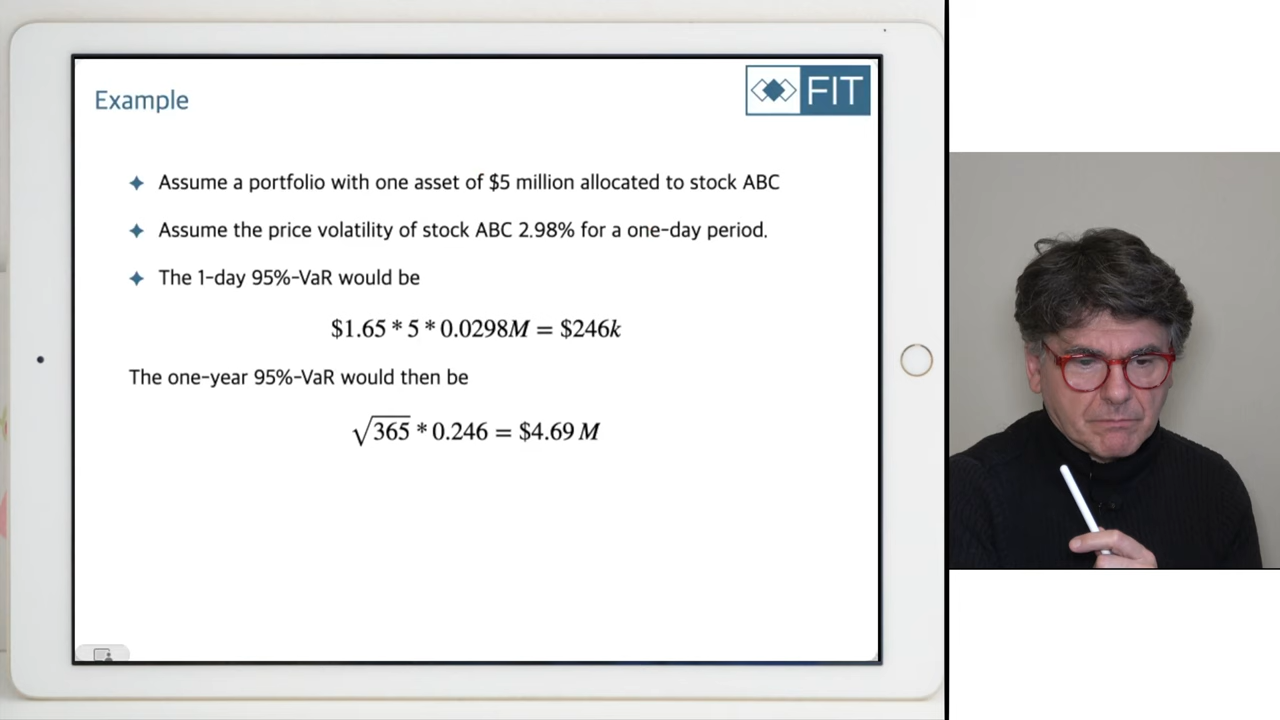 Example
FIT
Assume a portfolio with one asset of $5 million allocated to stock ABC
Assume the price volatility of stock ABC 2.98% for a one-day period.
The 1-day 95%-VaR would be
$1.65 * 5 * 0.0298M = $246k
The one-year 95%-VaR would then be
√365 * 0.246 = $4.69 M